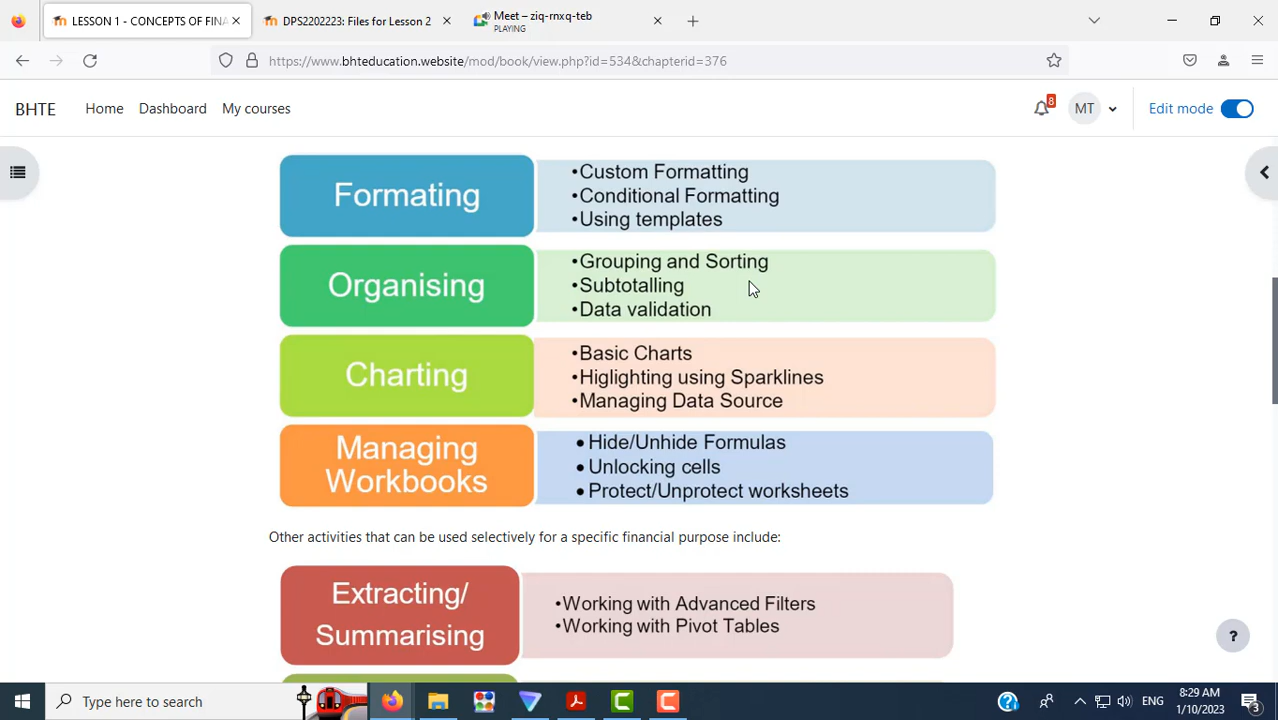 LESSON 1 - CONCEPTS OF FINA
DPS2202223: Files for Lesson 2
Meet – ziq-rnxq-teb
PLAYING
https://www.bhteducation.website/mod/book/view.php?id=534&chapterid=376
BHTE
Home
Dashboard
My courses
8
MT
Edit mode
Formating
•Custom Formatting
•Conditional Formatting
•Using templates
Organising
•Grouping and Sorting
•Subtotalling
•Data validation
Charting
•Basic Charts
•Higlighting using Sparklines
•Managing Data Source
Managing
Workbooks
• Hide/Unhide Formulas
• Unlocking cells
• Protect/Unprotect worksheets
Other activities that can be used selectively for a specific financial purpose include:
Extracting/
Summarising
•Working with Advanced Filters
•Working with Pivot Tables
?
Type here to search
ENG
8:29 AM
1/10/2023
3